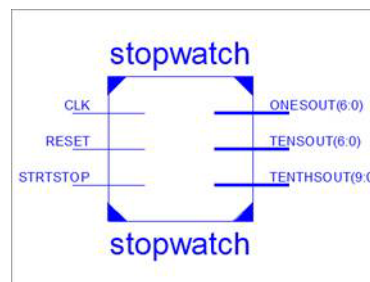 stopwatch
CLK
ONESOUT(6:0)
RESET
TENSOUT(6:0)
STRTSTOP
TENTHSOUT(9:0
stopwatch